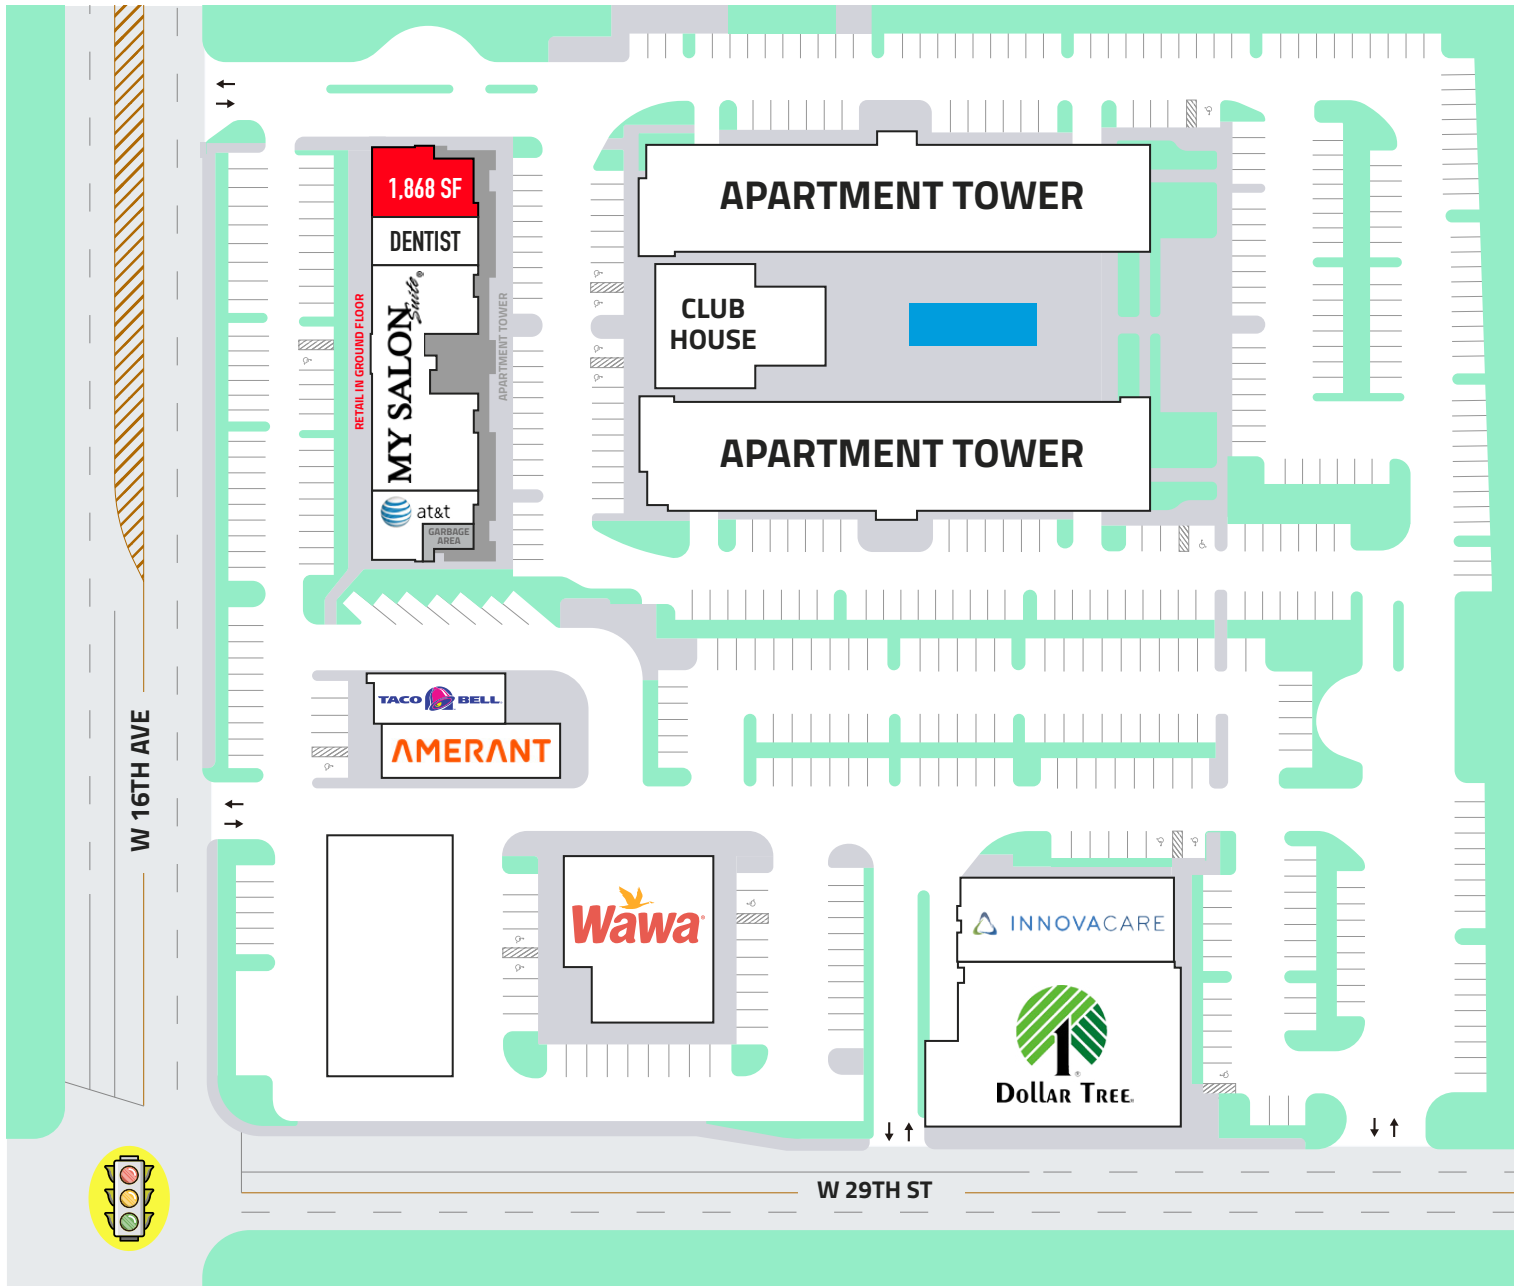 1,868 SF
DENTIST
MY SALON
Suite®
RETAIL IN GROUND FLOOR
APARTMENT TOWER
at&t
GARBAGE
AREA
APARTMENT TOWER
CLUB
HOUSE
APARTMENT TOWER
TACO BELL
AMERANT
W 16TH AVE
Wawa®
INNOVACARE
1
DOLLAR TREE
W 29TH ST